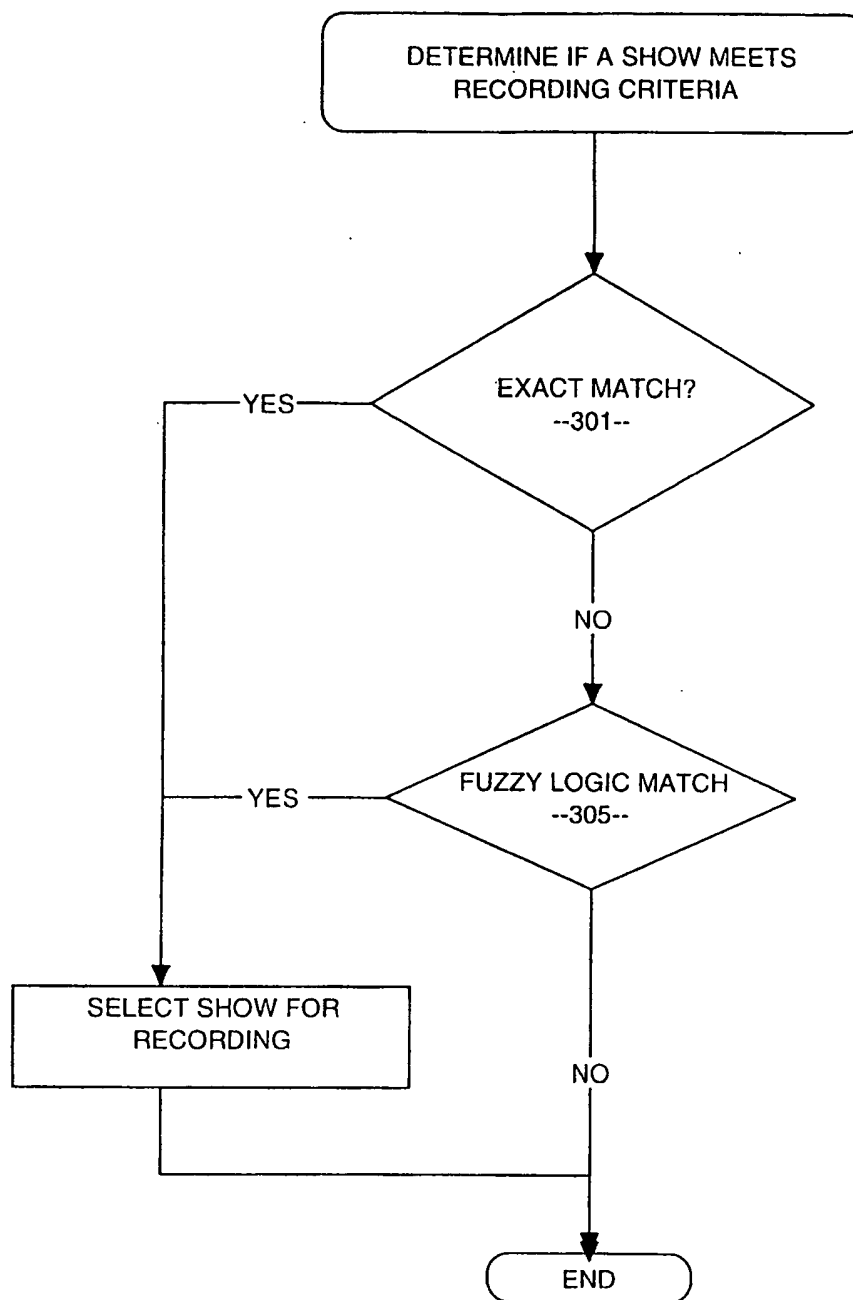 DETERMINE IF A SHOW MEETS
RECORDING CRITERIA
EXACT MATCH?
--301--
YES
NO
FUZZY LOGIC MATCH
--305--
YES
SELECT SHOW FOR
RECORDING
NO
END